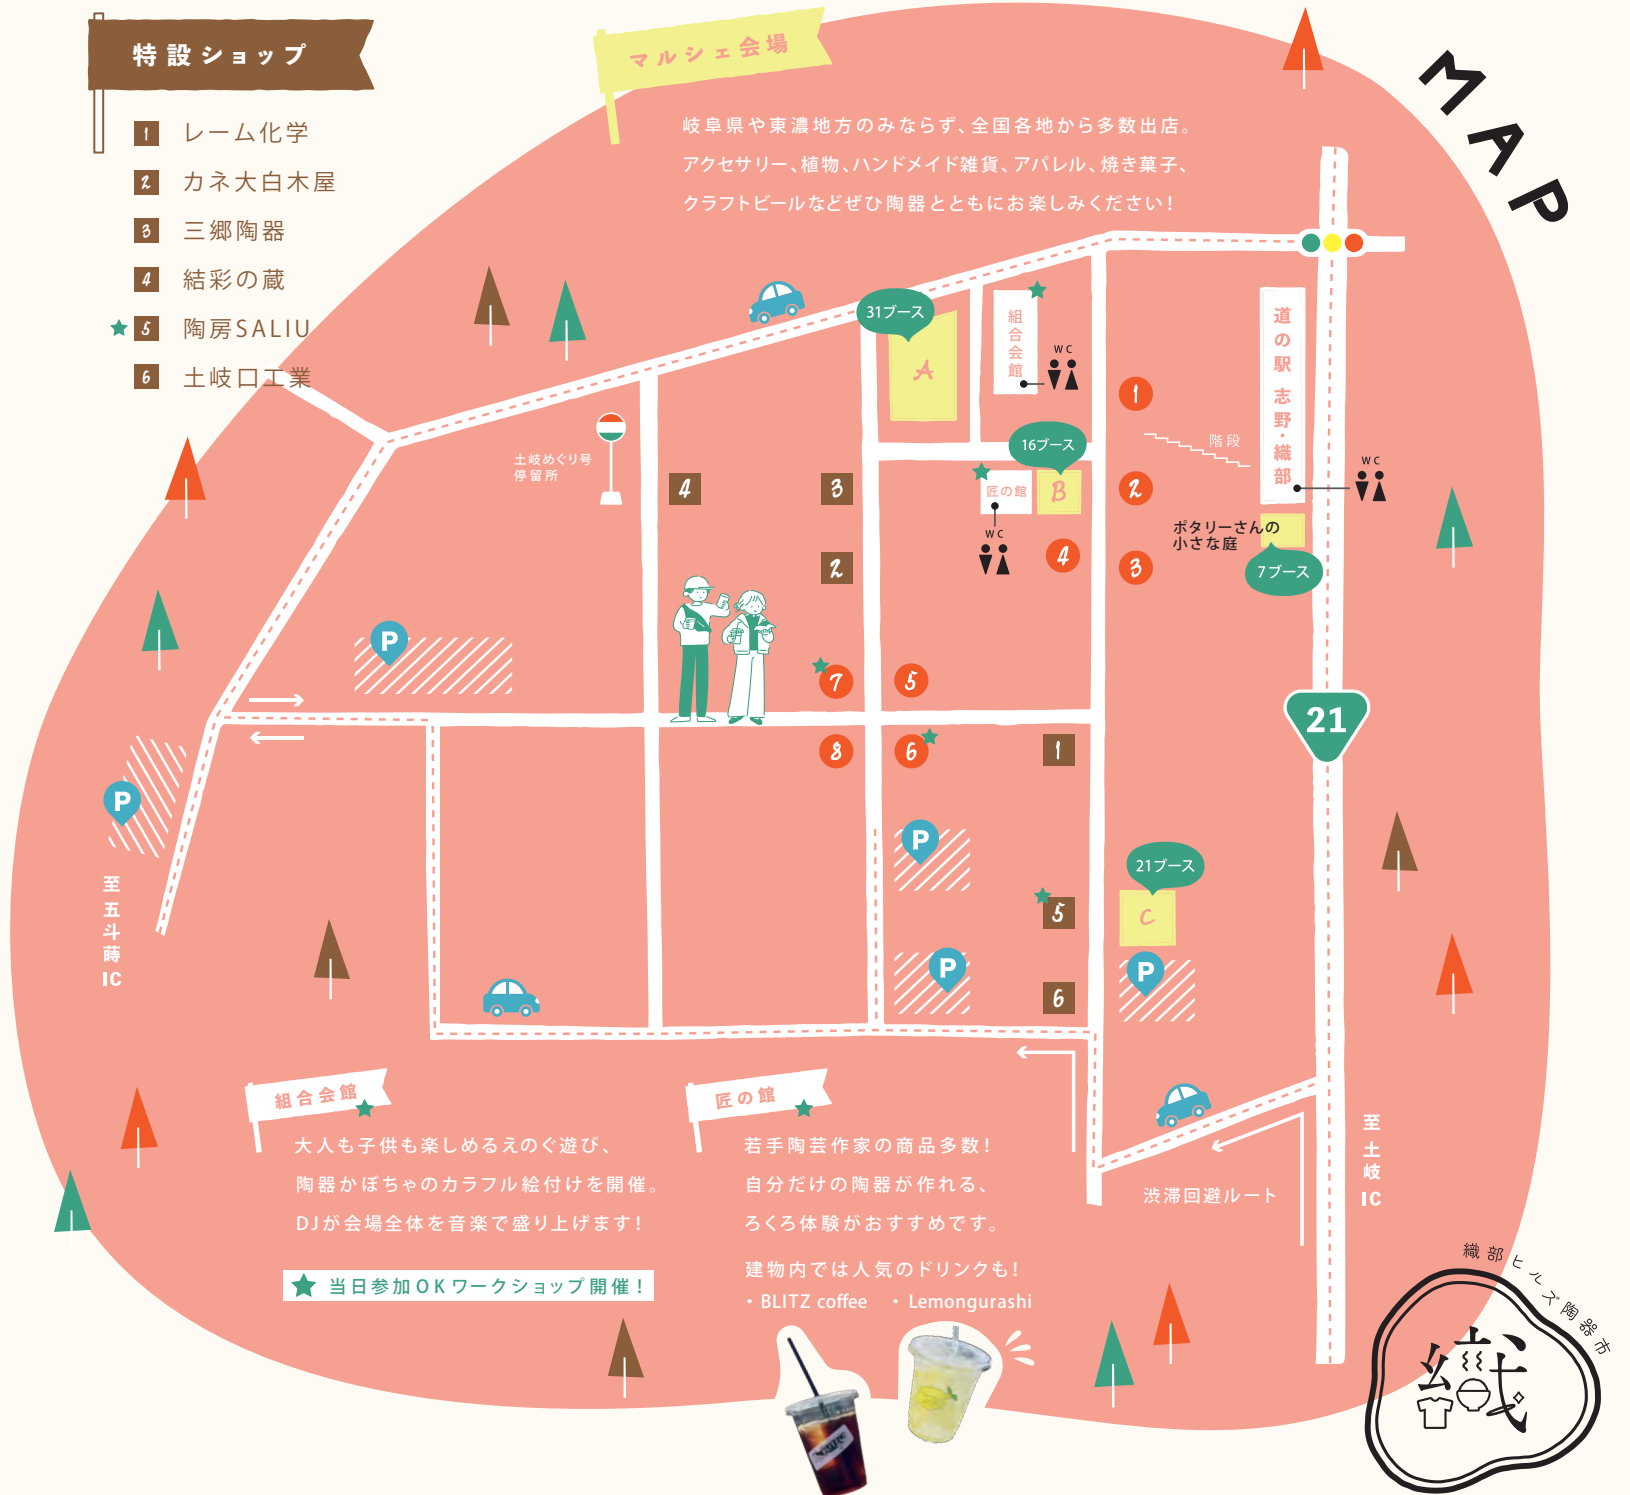 特設ショップ
1 レーム化学
2 カネ大白木屋
3 三郷陶器
4 結彩の蔵
5 陶房SALIU
6 土岐口工業
マルシェ会場
岐阜県や東濃地方のみならず、全国各地から多数出店。
アクセサリー、植物、ハンドメイド雑貨、アパレル、焼き菓子、
クラフトビールなどぜひ陶器とともにお楽しみください！
MAP
31ブース
A
組合会館
WC
道の駅 志野・織部
1
階段
土岐めぐり号
停留所
16ブース
匠の館
B
WC
WC
4
3
2
2
4
3
ポタリーさんの
小さな庭
7ブース
P
7
5
8
6
1
21
P
P
21ブース
C
5
P
P
6
至五斗蒔IC
至土岐IC
渋滞回避ルート
組合会館
大人も子供も楽しめるえのぐ遊び、
陶器かぼちゃのカラフル絵付けを開催。
DJが会場全体を音楽で盛り上げます！
当日参加OKワークショップ開催！
匠の館
若手陶芸作家の商品多数！
自分だけの陶器が作れる、
ろくろ体験がおすすめです。
建物内では人気のドリンクも！
・BLITZ coffee ・Lemongurashi
織部ヒルズ陶器市